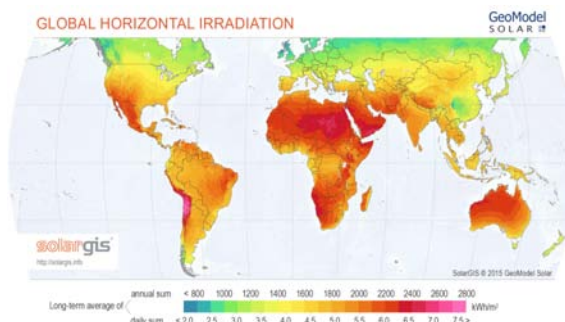 GLOBAL HORIZONTAL IRRADIATION
GeoModel
SOLAR
solargis
http://solargis.info
SolarGIS © 2015 GeoModel Solar
annual sum < 800 1000 1200 1400 1600 1800 2000 2200 2400 2600 2800
Long-term average of kWh/m²
daily sum < 2.0 2.5 3.0 3.5 4.0 4.5 5.0 5.5 6.0 6.5 7.0 7.5 >